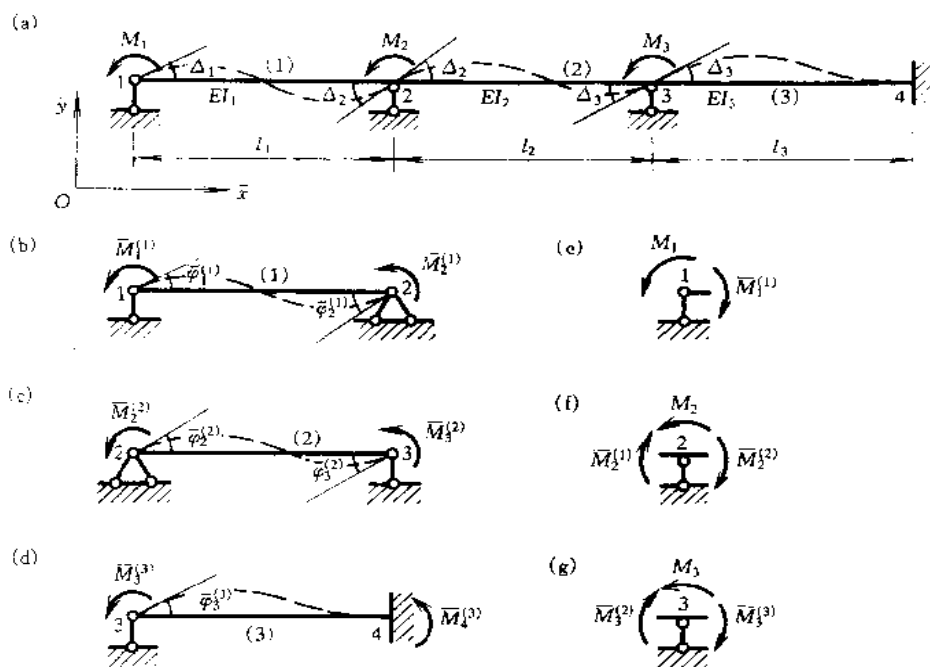 (a)
M₁ M₂ M₃
1 Δ₁ (1) Δ₂ 2 Δ₂ (2) Δ₃ 3 Δ₃ (3) 4
EI₁ EI₂ EI₃
ȳ
l₁ l₂ l₃
O x̄
(b)
M̄₁⁽¹⁾ φ̄₁⁽¹⁾ (1) M̄₂⁽¹⁾
1 φ̄₂⁽¹⁾ 2
(e)
M₁
1 M̄₁⁽¹⁾
(c)
M̄₂⁽²⁾ φ̄₂⁽²⁾ (2) M̄₃⁽²⁾
2 φ̄₃⁽²⁾ 3
(f)
M₂
M̄₂⁽¹⁾ 2 M̄₂⁽²⁾
(d)
M̄₃⁽³⁾ φ̄₃⁽³⁾
3 (3) 4 M̄₄⁽³⁾
(g)
M₃
M̄₃⁽²⁾ 3 M̄₃⁽³⁾